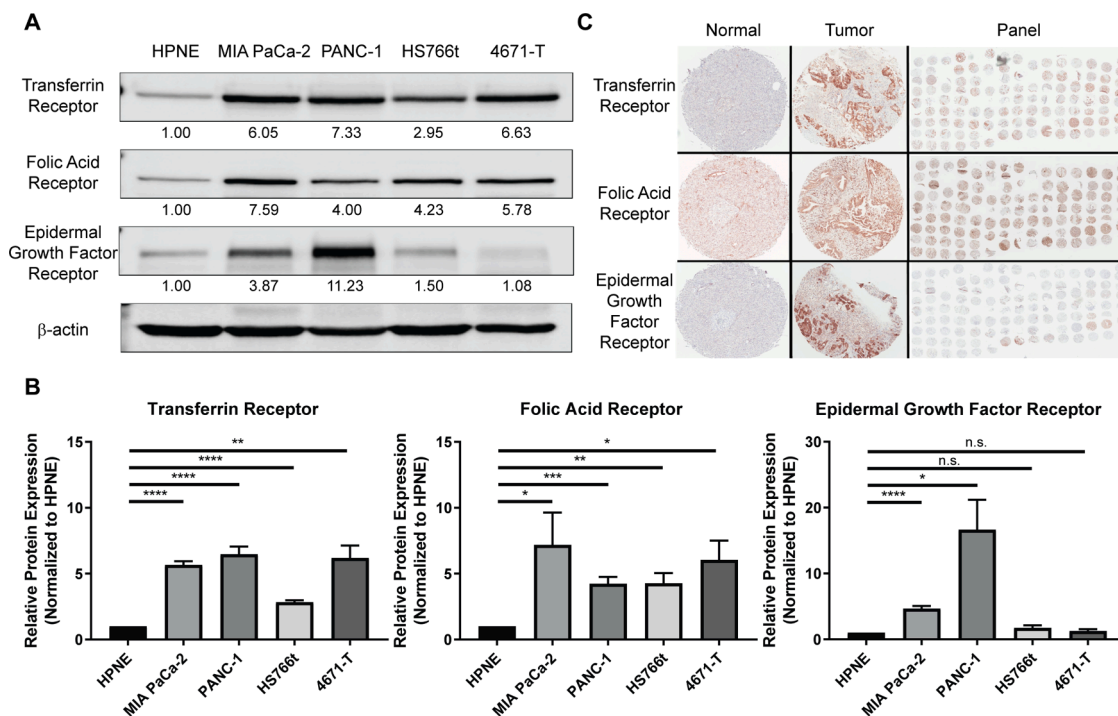 A
HPNE MIA PaCa-2 PANC-1 HS766t 4671-T
Transferrin
Receptor
1.00 6.05 7.33 2.95 6.63
Folic Acid
Receptor
1.00 7.59 4.00 4.23 5.78
Epidermal
Growth Factor
Receptor
1.00 3.87 11.23 1.50 1.08
β-actin
C
Normal Tumor Panel
Transferrin
Receptor
Folic Acid
Receptor
Epidermal
Growth
Factor
Receptor
B
Transferrin Receptor
Relative Protein Expression
(Normalized to HPNE)
15
10
5
0
**
****
****
****
HPNE
MIA PaCa-2
PANC-1
HS766t
4671-T
Folic Acid Receptor
Relative Protein Expression
(Normalized to HPNE)
15
10
5
0
*
**
***
*
HPNE
MIA PaCa-2
PANC-1
HS766t
4671-T
Epidermal Growth Factor Receptor
Relative Protein Expression
(Normalized to HPNE)
30
20
10
0
n.s.
n.s.
*
****
HPNE
MIA PaCa-2
PANC-1
HS766t
4671-T